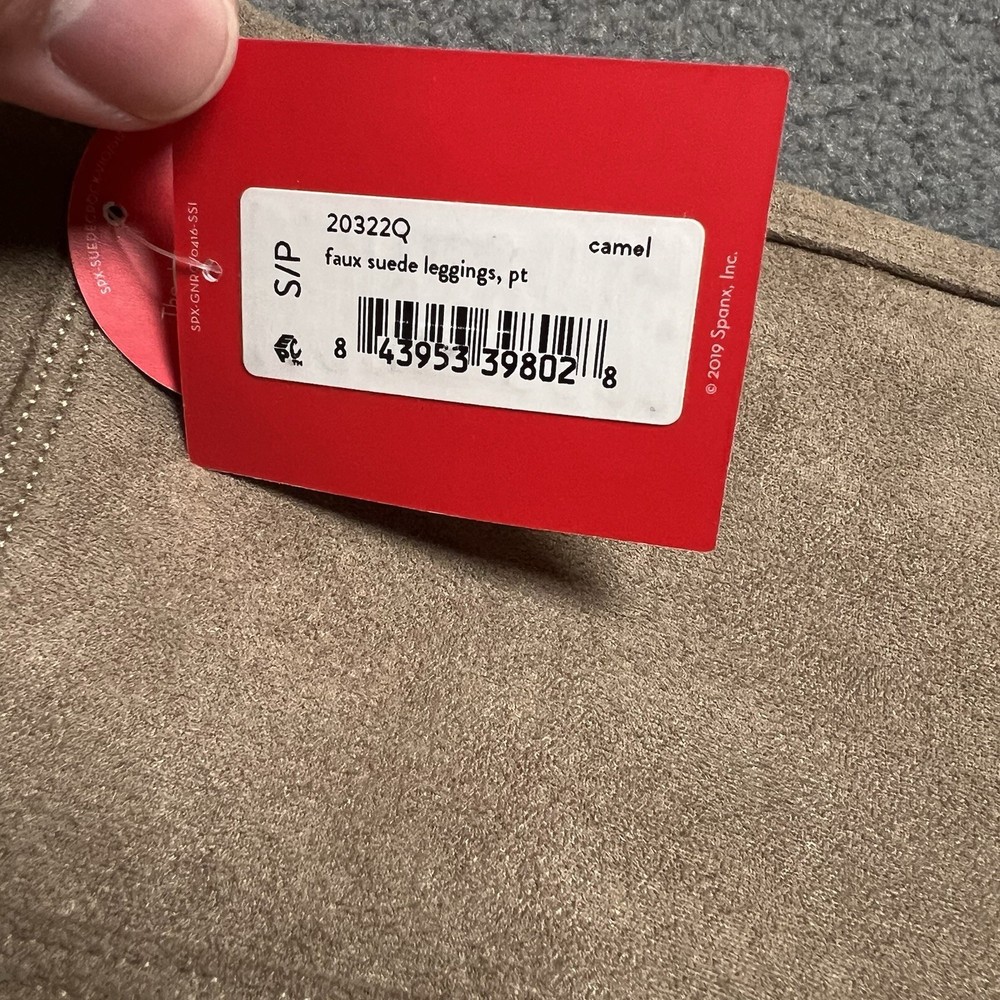 20322Q
camel
faux suede leggings, pt
S/P
8 43953 39802 8
© 2019 Spanx, Inc.